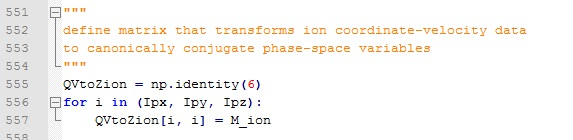 551 """
552 define matrix that transforms ion coordinate-velocity data
553 to canonically conjugate phase-space variables
554 """
555 QVtoZion = np.identity(6)
556 for i in (Ipx, Ipy, Ipz):
557     QVtoZion[i, i] = M_ion
558